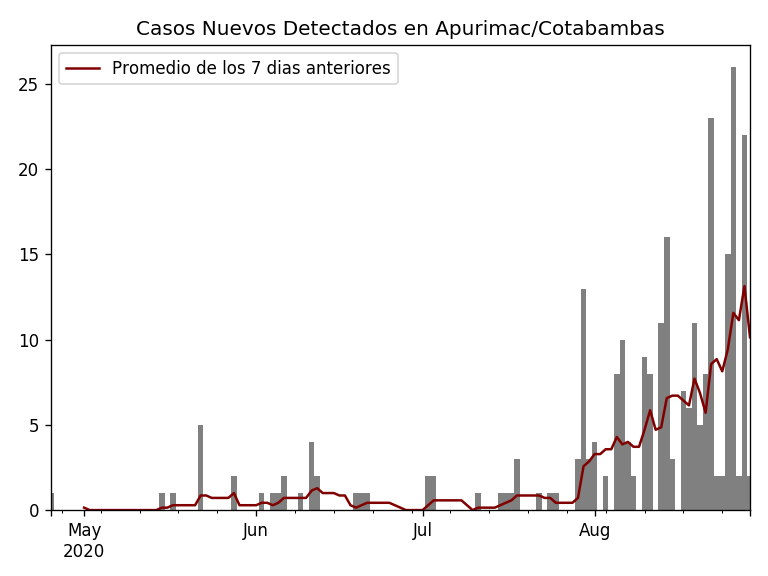 Casos Nuevos Detectados en Apurimac/Cotabambas
Promedio de los 7 dias anteriores
25
20
15
10
5
0
May Jun Jul Aug
2020